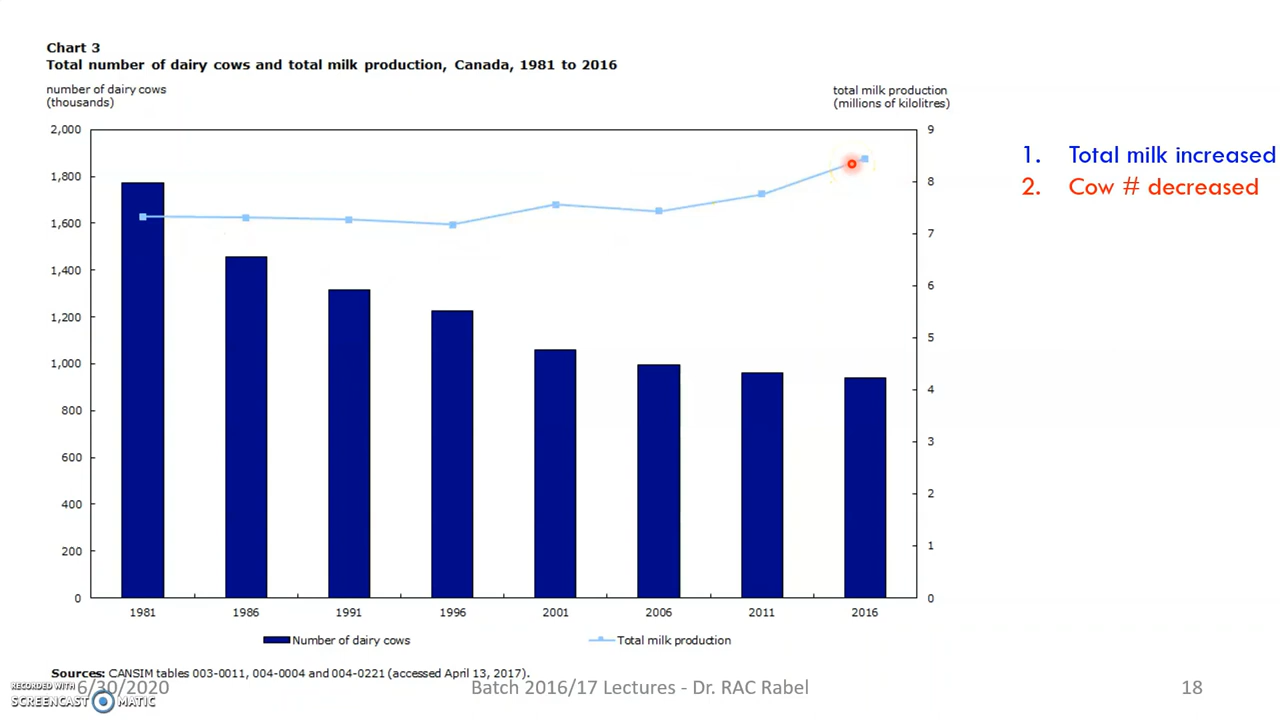 Chart 3
Total number of dairy cows and total milk production, Canada, 1981 to 2016
number of dairy cows
(thousands)
total milk production
(millions of kilolitres)
2,000
1,800
1,600
1,400
1,200
1,000
800
600
400
200
0
9
8
7
6
5
4
3
2
1
0
1981 1986 1991 1996 2001 2006 2011 2016
Number of dairy cows Total milk production
1. Total milk increased
2. Cow # decreased
Sources: CANSIM tables 003-0011, 004-0004 and 004-0221 (accessed April 13, 2017).
6/30/2020 Batch 2016/17 Lectures - Dr. RAC Rabel 18
RECORDED WITH
SCREENCAST MATIC